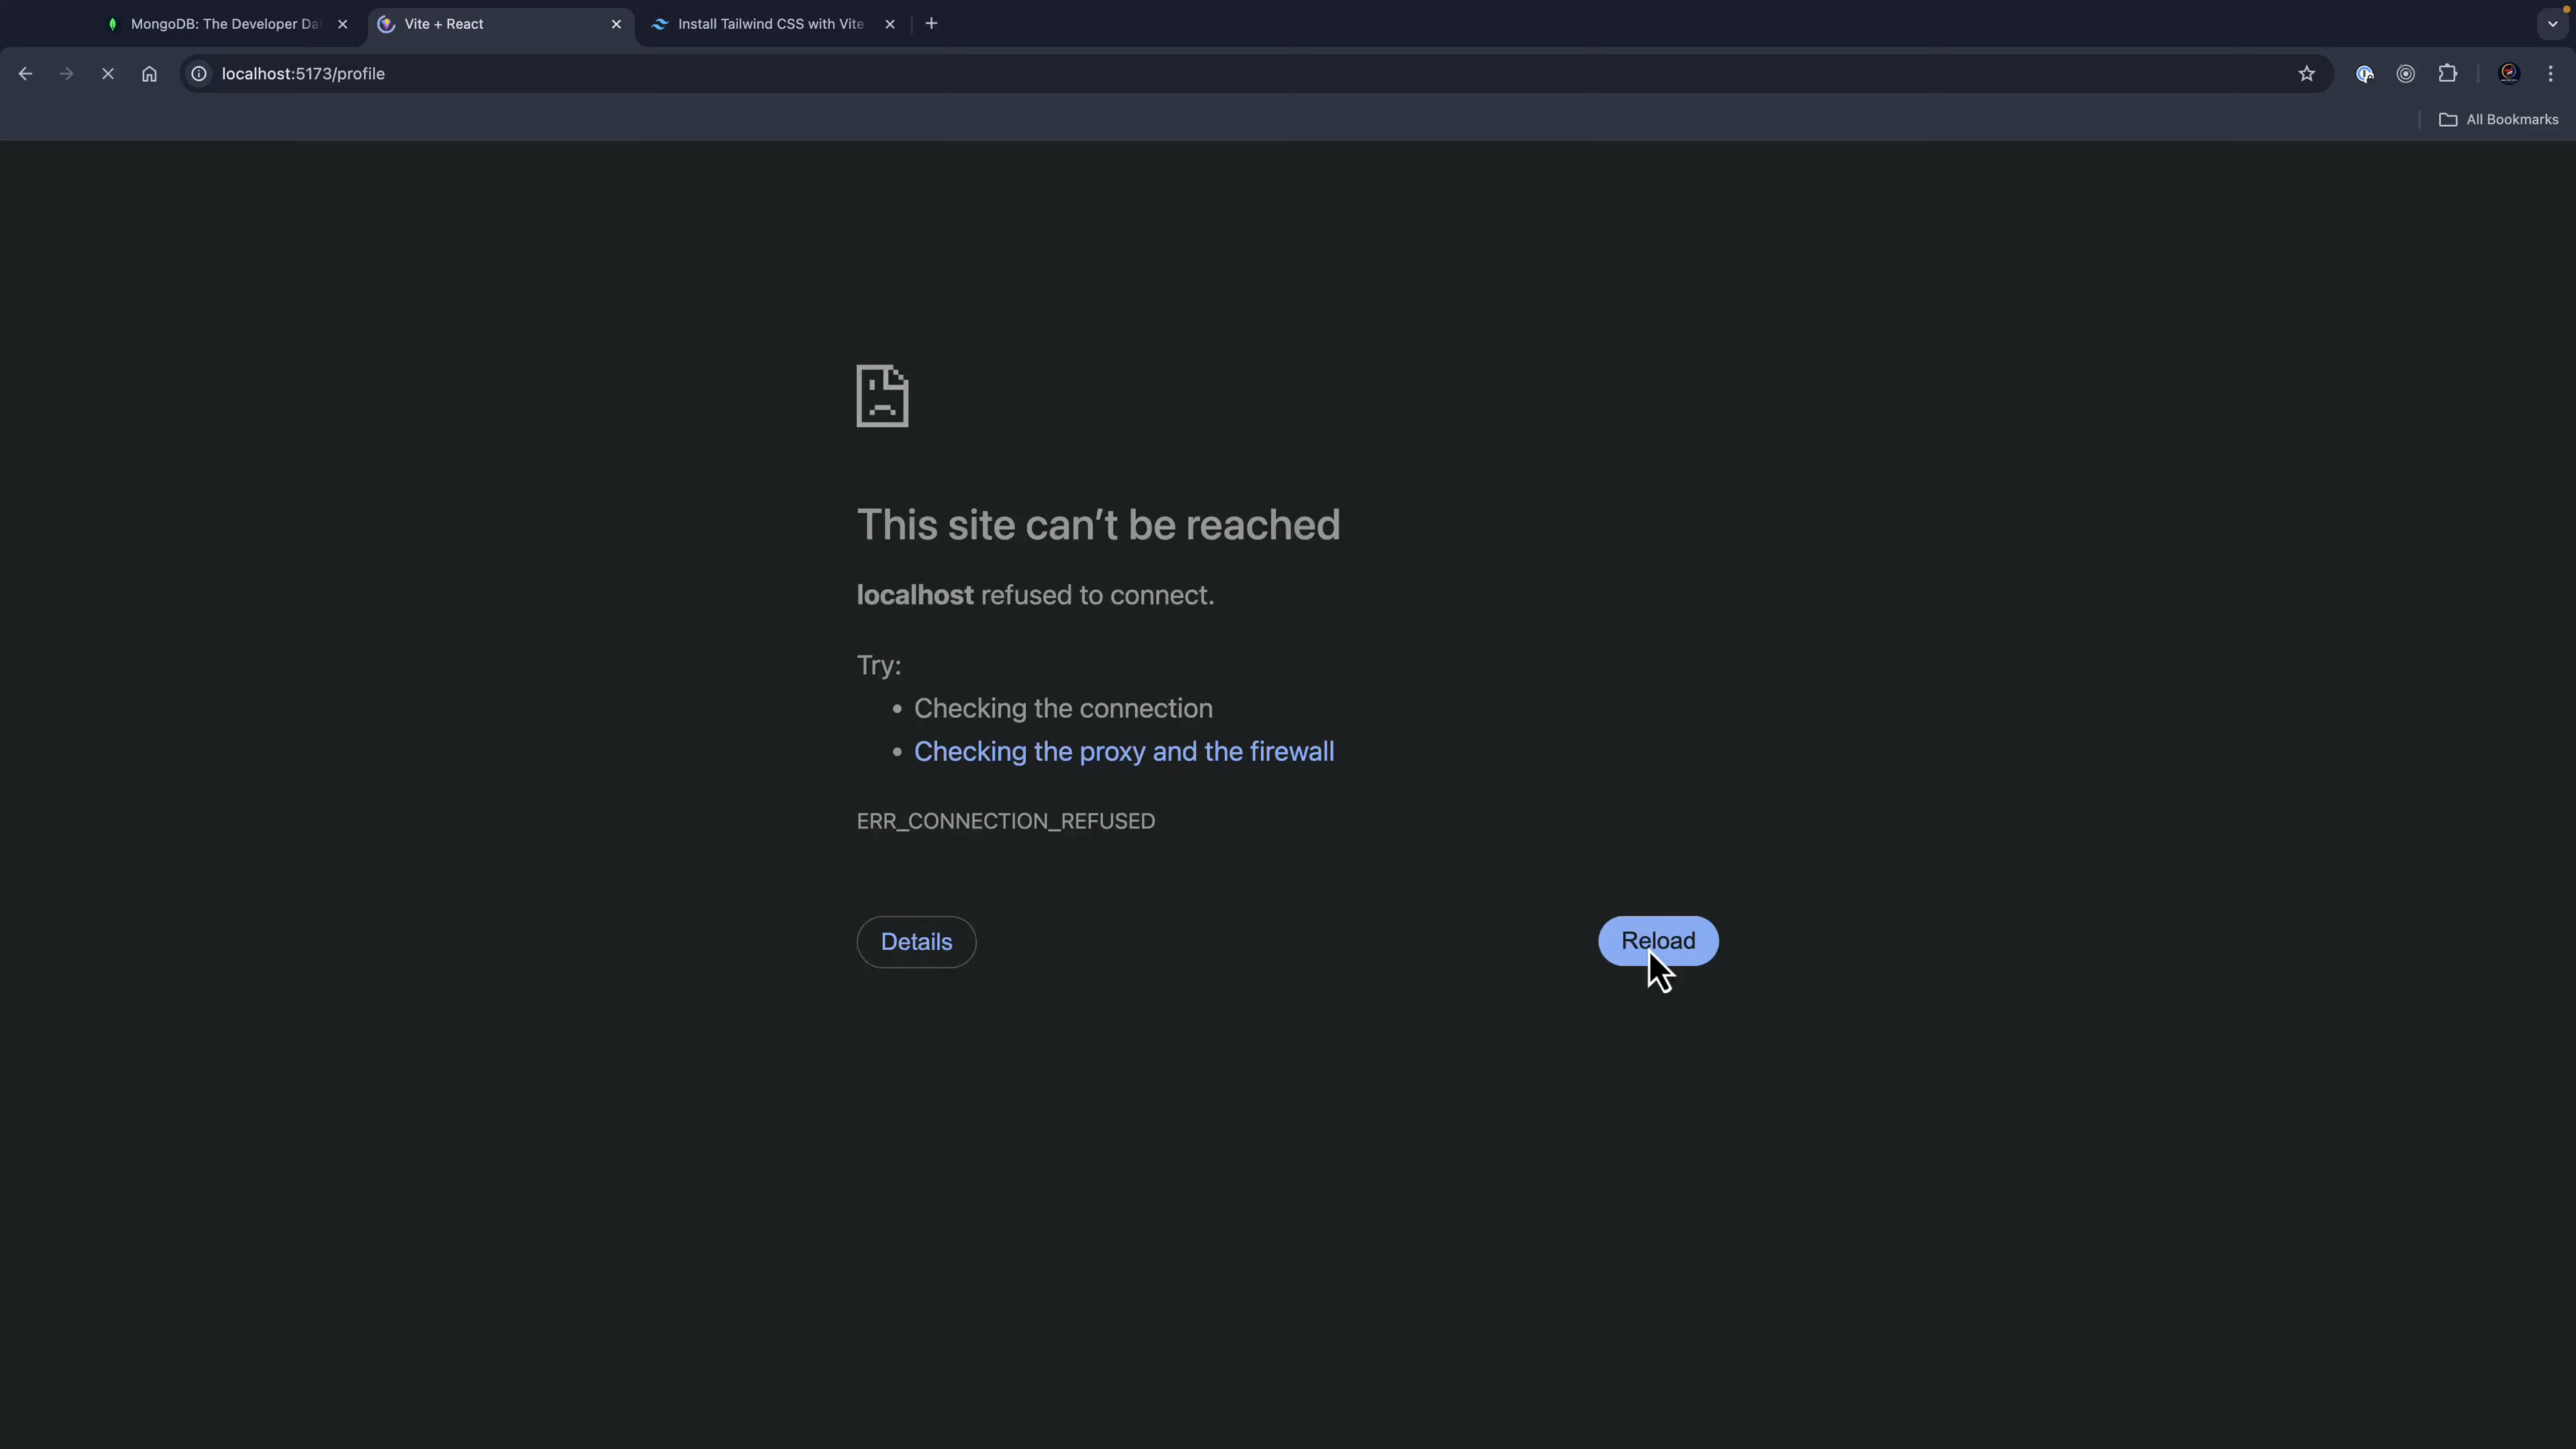 MongoDB: The Developer Da
Vite + React
Install Tailwind CSS with Vite
localhost:5173/profile
All Bookmarks
This site can’t be reached
localhost refused to connect.
Try:
• Checking the connection
• Checking the proxy and the firewall
ERR_CONNECTION_REFUSED
Details
Reload